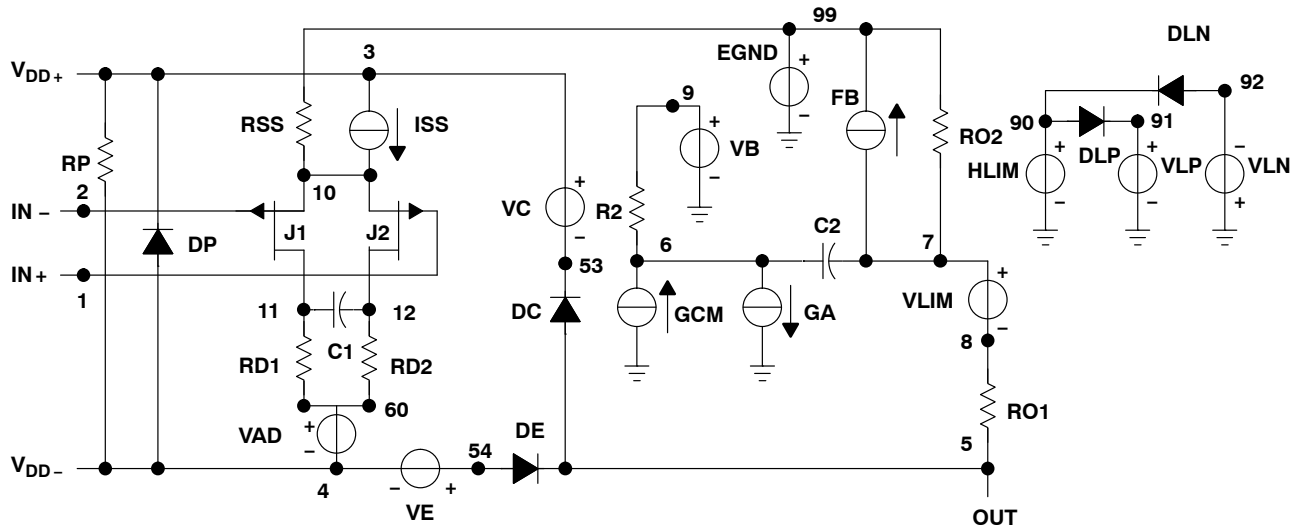 99
DLN
3
EGND
+
VDD+
92
9
FB
+
–
RSS
ISS
90
91
VB
RO2
–
RP
DLP
+
+
–
HLIM
VLP
VLN
2
10
–
–
+
IN –
+
VC
–
R2
C2
J1
J2
6
7
DP
IN +
53
+
1
GCM
GA
VLIM
–
11
12
DC
8
C1
RD1
RD2
60
RO1
+
VAD
–
DE
54
5
VDD –
4
–
+
VE
OUT